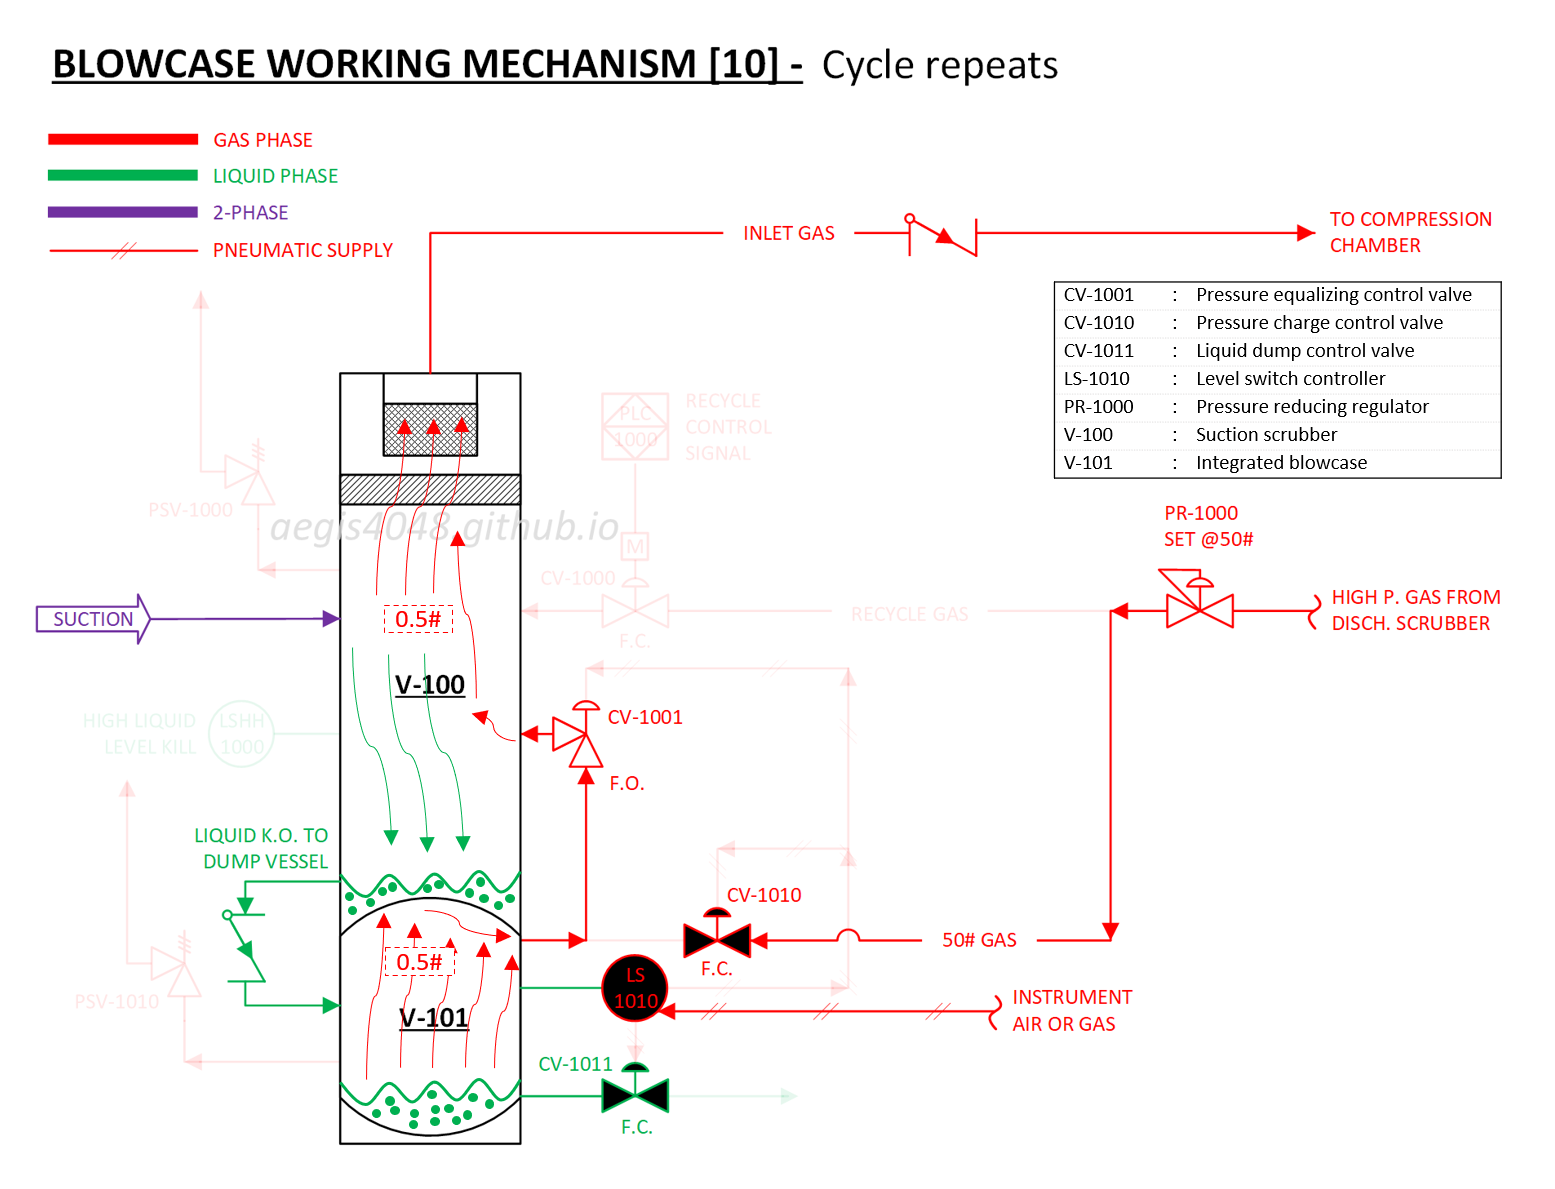 BLOWCASE WORKING MECHANISM [10] - Cycle repeats
GAS PHASE
LIQUID PHASE
2-PHASE
PNEUMATIC SUPPLY
INLET GAS
TO COMPRESSION
CHAMBER
CV-1001 : Pressure equalizing control valve
CV-1010 : Pressure charge control valve
CV-1011 : Liquid dump control valve
LS-1010 : Level switch controller
PR-1000 : Pressure reducing regulator
V-100 : Suction scrubber
V-101 : Integrated blowcase
PLC
1000
RECYCLE
CONTROL
SIGNAL
PSV-1000
aegis4048.github.io
M
CV-1000
F.C.
RECYCLE GAS
PR-1000
SET @50#
HIGH P. GAS FROM
DISCH. SCRUBBER
SUCTION
0.5#
V-100
HIGH LIQUID
LEVEL KILL
LSHH
1000
CV-1001
F.O.
LIQUID K.O. TO
DUMP VESSEL
CV-1010
F.C.
50# GAS
0.5#
V-101
PSV-1010
LS
1010
INSTRUMENT
AIR OR GAS
CV-1011
F.C.